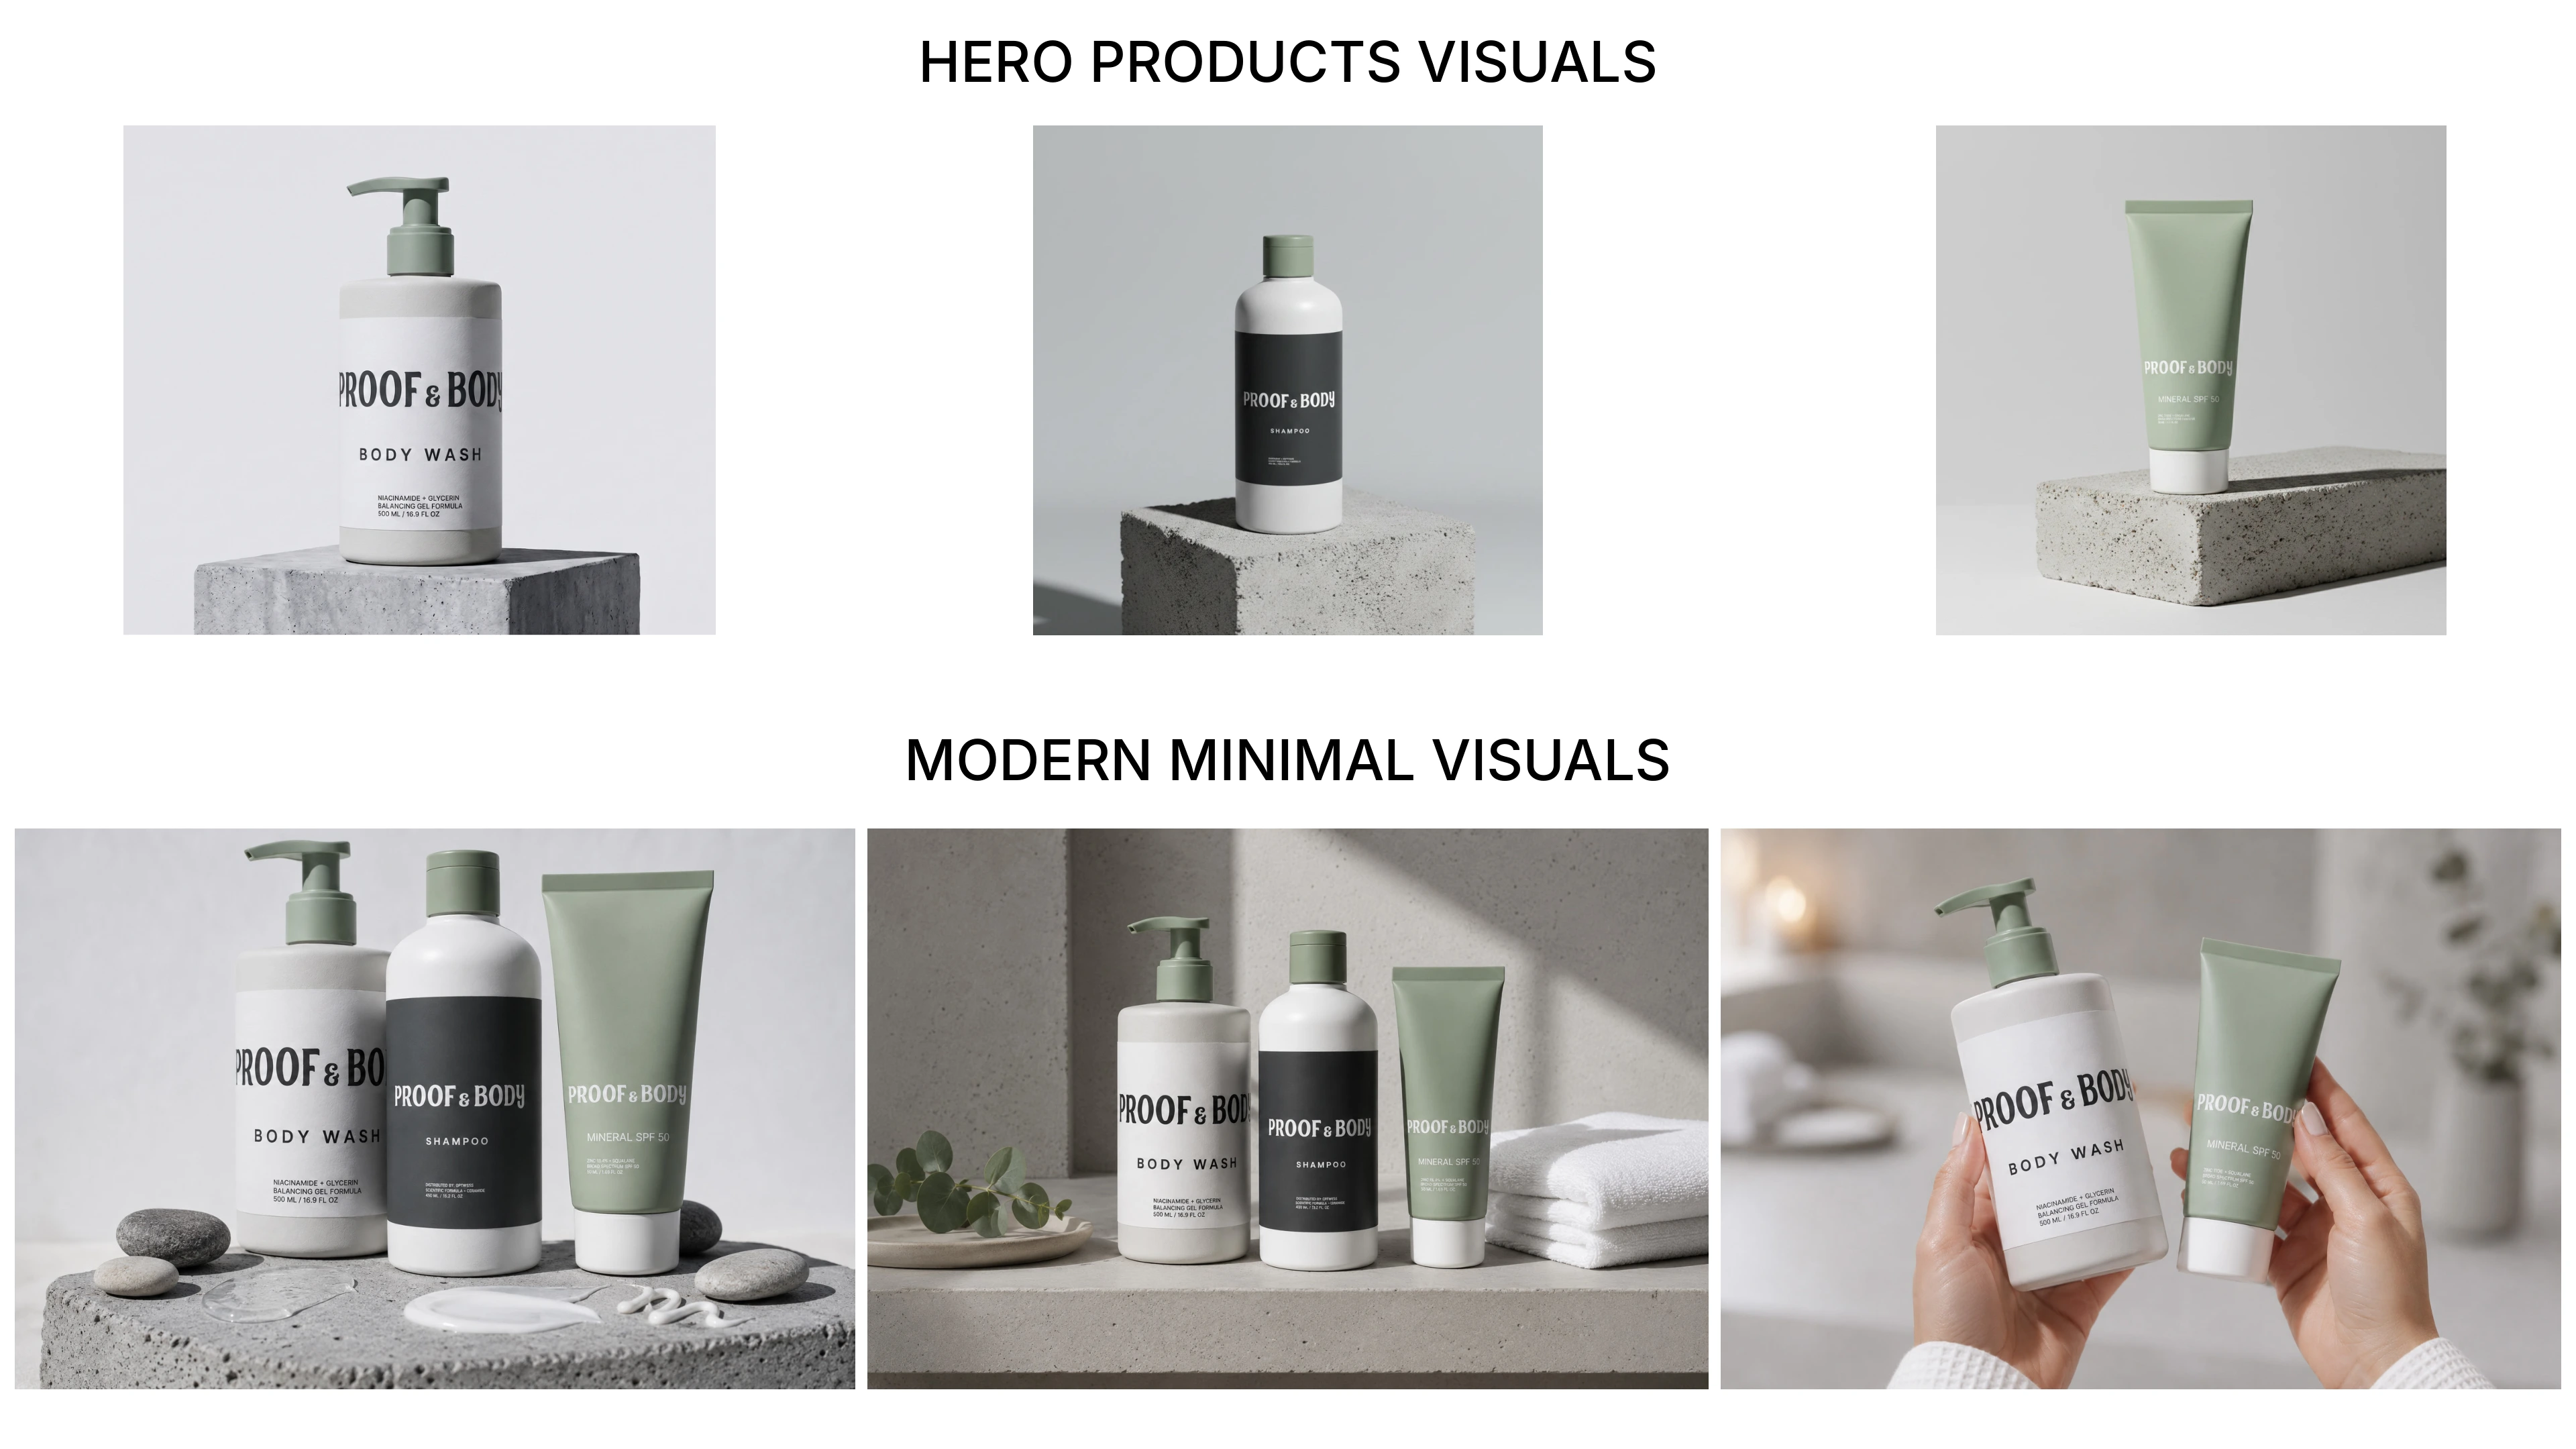 HERO PRODUCTS VISUALS
PROOF & BODY
BODY WASH
NIACINAMIDE + GLYCERIN
BALANCING GEL FORMULA
500 ML / 16.9 FL OZ
PROOF & BODY
SHAMPOO
PROOF & BODY
MINERAL SPF 50
MODERN MINIMAL VISUALS
PROOF & BO
BODY WASH
NIACINAMIDE + GLYCERIN
BALANCING GEL FORMULA
500 ML / 16.9 FL OZ
PROOF & BODY
SHAMPOO
PROOF & BODY
MINERAL SPF 50
PROOF & BODY
BODY WASH
NIACINAMIDE + GLYCERIN
BALANCING GEL FORMULA
500 ML / 16.9 FL OZ
PROOF & BODY
SHAMPOO
PROOF & BODY
MINERAL SPF 50
PROOF & BODY
BODY WASH
NIACINAMIDE + GLYCERIN
BALANCING GEL FORMULA
500 ML / 16.9 FL OZ
PROOF & BODY
MINERAL SPF 50